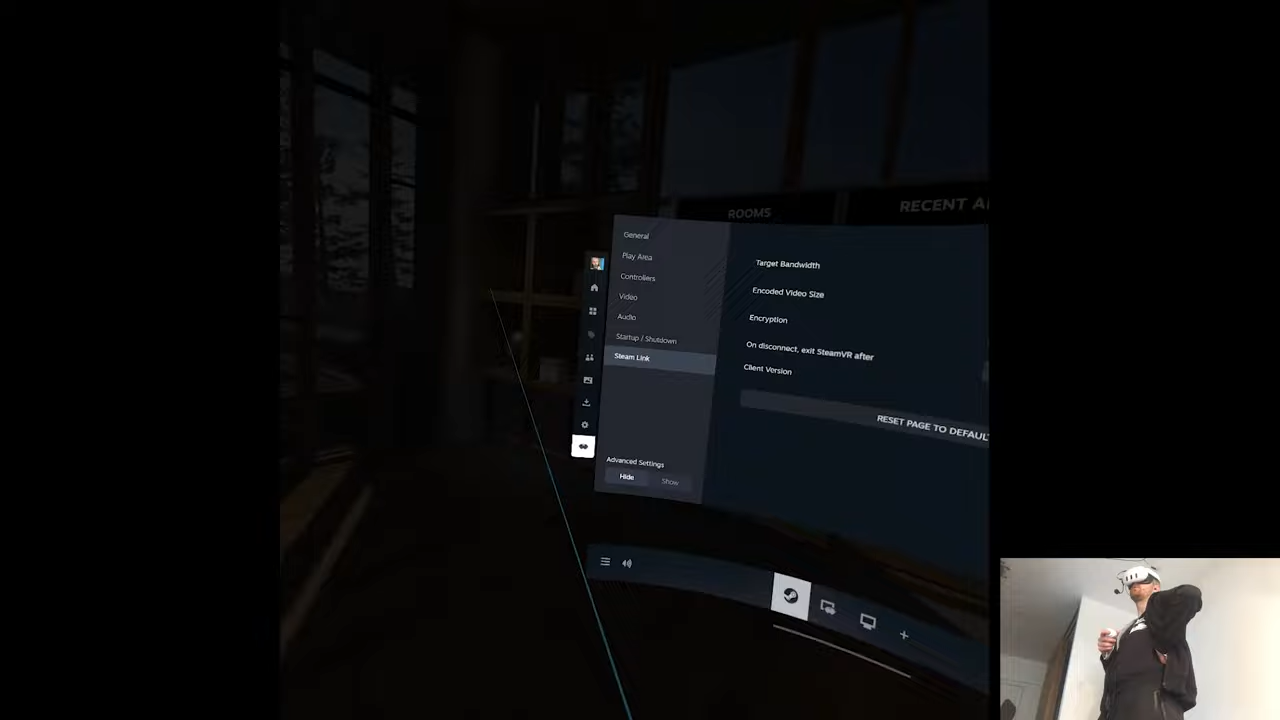 ROOMS
RECENT A
General
Play Area
Controllers
Video
Audio
Startup / Shutdown
Steam Link
Target Bandwidth
Encoded Video Size
Encryption
On disconnect, exit SteamVR after
Client Version
RESET PAGE TO DEFAUL
Advanced Settings
Hide
Show